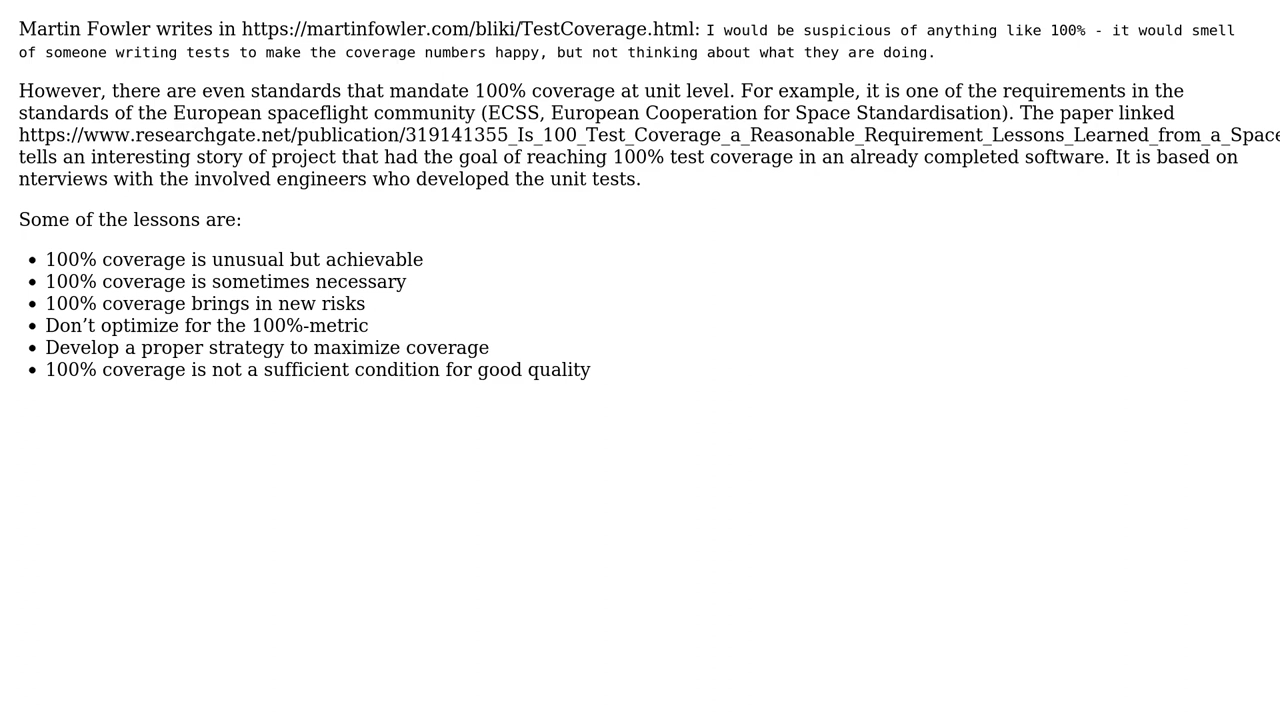 Martin Fowler writes in https://martinfowler.com/bliki/TestCoverage.html: I would be suspicious of anything like 100% - it would smell
of someone writing tests to make the coverage numbers happy, but not thinking about what they are doing.
However, there are even standards that mandate 100% coverage at unit level. For example, it is one of the requirements in the
standards of the European spaceflight community (ECSS, European Cooperation for Space Standardisation). The paper linked
https://www.researchgate.net/publication/319141355_Is_100_Test_Coverage_a_Reasonable_Requirement_Lessons_Learned_from_a_Space
tells an interesting story of project that had the goal of reaching 100% test coverage in an already completed software. It is based on
nterviews with the involved engineers who developed the unit tests.
Some of the lessons are:
• 100% coverage is unusual but achievable
• 100% coverage is sometimes necessary
• 100% coverage brings in new risks
• Don’t optimize for the 100%-metric
• Develop a proper strategy to maximize coverage
• 100% coverage is not a sufficient condition for good quality